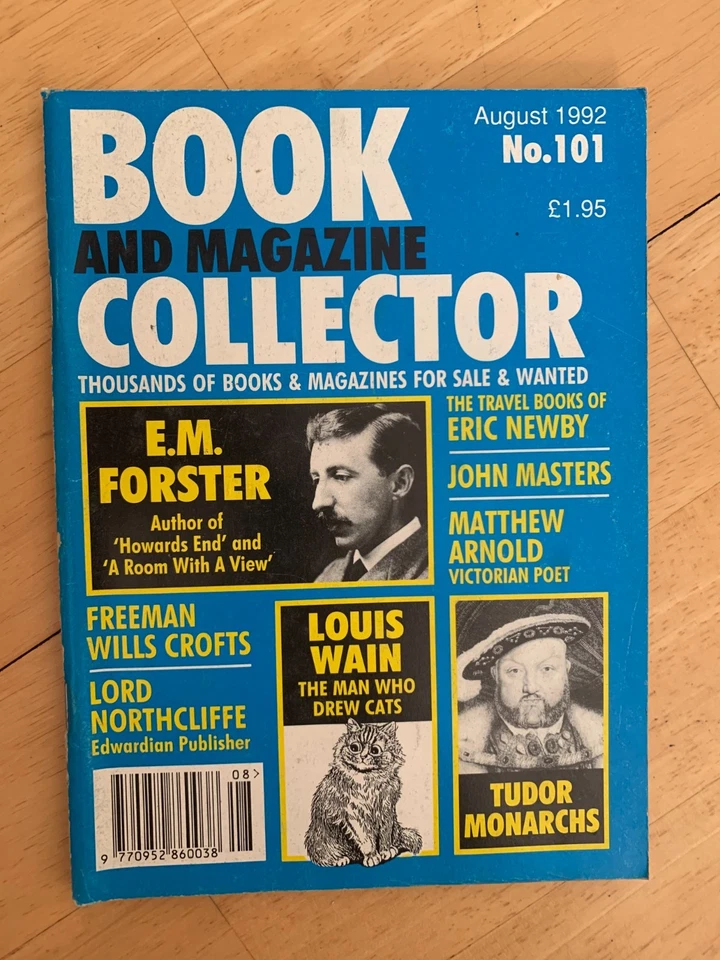 BOOK
AND MAGAZINE
COLLECTOR
August 1992
No.101
£1.95
THOUSANDS OF BOOKS & MAGAZINES FOR SALE & WANTED
E.M.
FORSTER
Author of
'Howards End' and
'A Room With A View'
THE TRAVEL BOOKS OF
ERIC NEWBY
JOHN MASTERS
MATTHEW
ARNOLD
VICTORIAN POET
FREEMAN
WILLS CROFTS
LORD
NORTHCLIFFE
Edwardian Publisher
LOUIS
WAIN
THE MAN WHO
DREW CATS
TUDOR
MONARCHS
08>
9 770952 860038